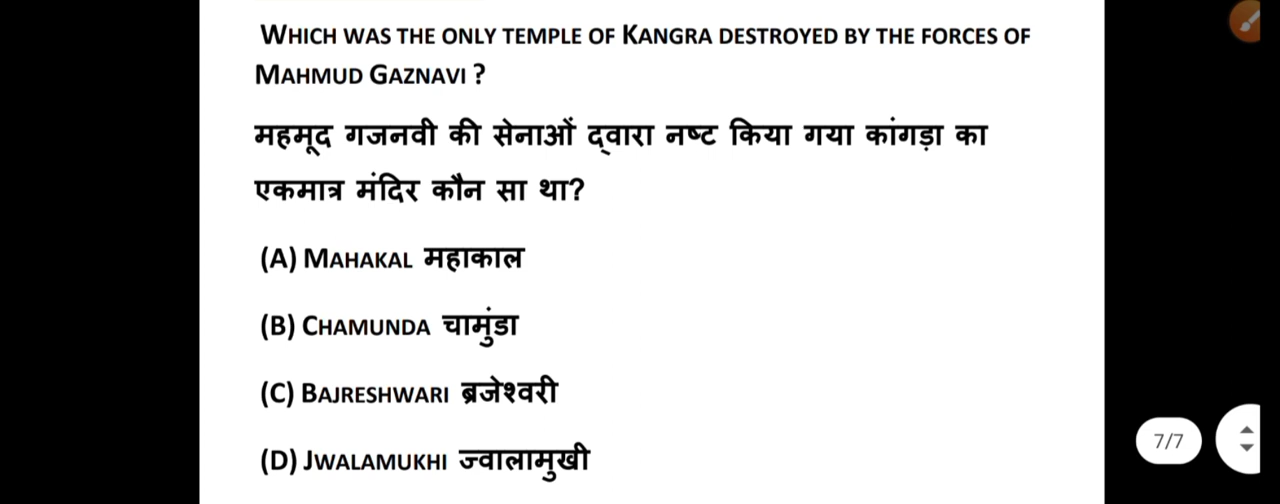 Which was the only temple of Kangra destroyed by the forces of
Mahmud Gaznavi ?
महमूद गजनवी की सेनाओं द्वारा नष्ट किया गया कांगड़ा का
एकमात्र मंदिर कौन सा था?
(A) Mahakal महाकाल
(B) Chamunda चामुंडा
(C) Bajreshwari ब्रजेश्वरी
(D) Jwalamukhi ज्वालामुखी
7/7